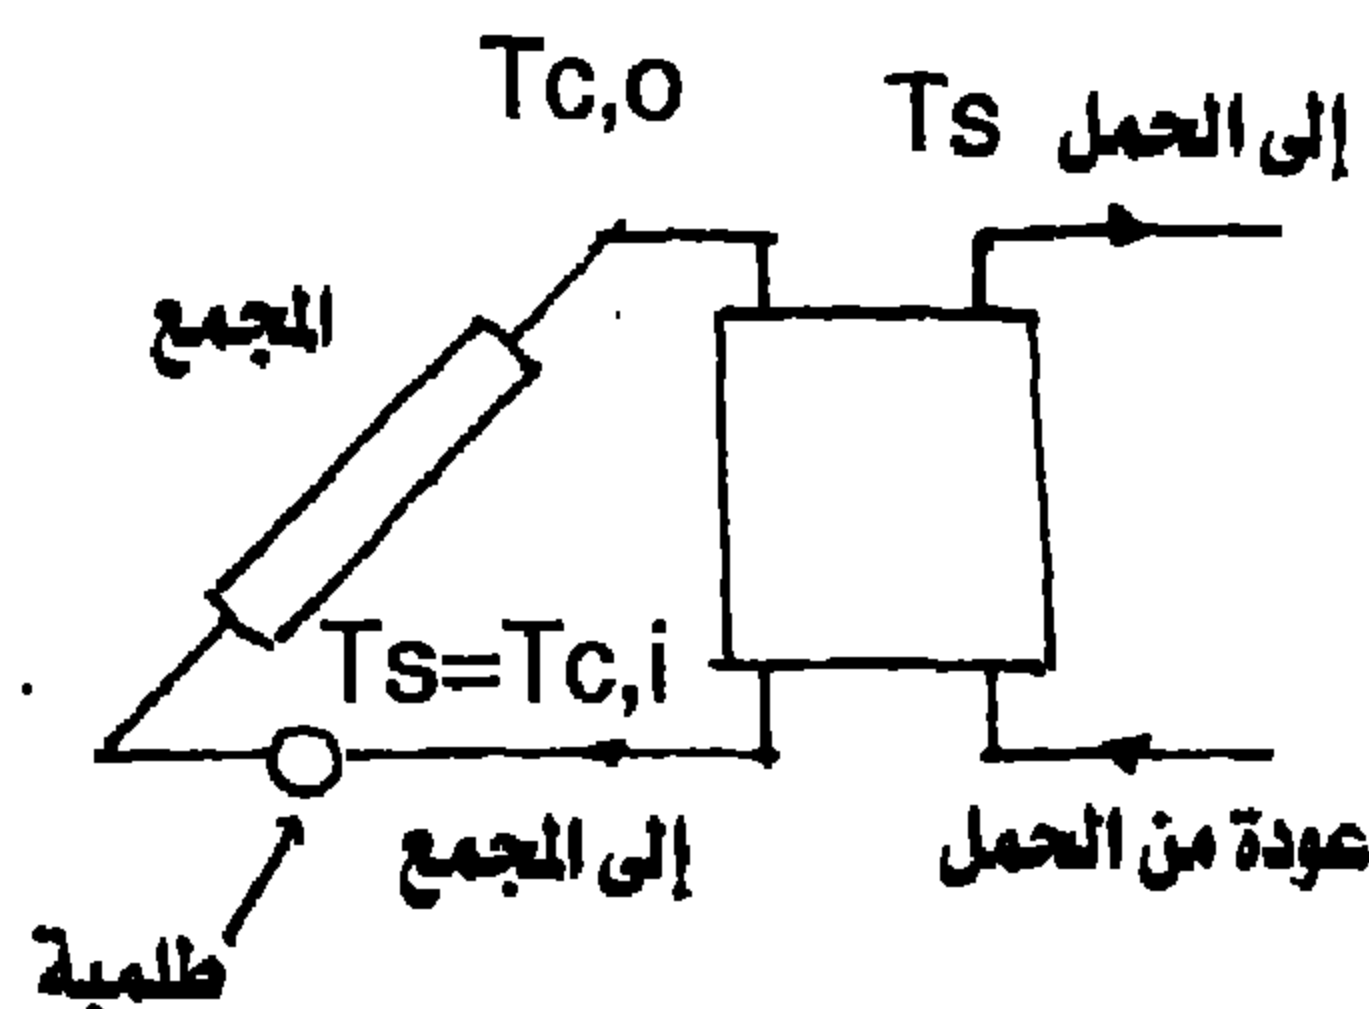 Tc,o
Ts إلى الحمل
المجمع
Ts=Tc,i
إلى المجمع
عودة من الحمل
طلمبة